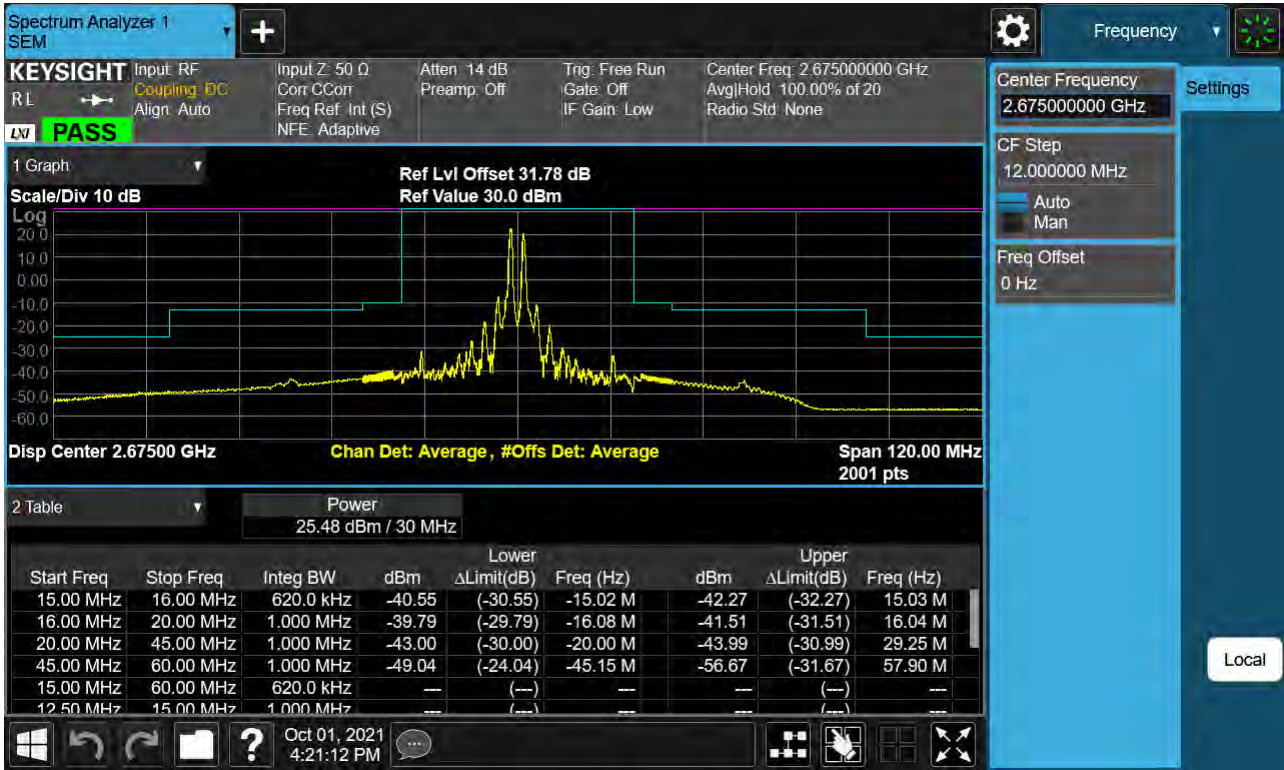 Spectrum Analyzer 1
SEM
Frequency
KEYSIGHT
R L
LXI PASS
Input: RF
Coupling: DC
Align: Auto
Input Z: 50 Ω
Corr CCorr
Freq Ref: Int (S)
NFE: Adaptive
Atten: 14 dB
Preamp: Off
Trig: Free Run
Gate: Off
IF Gain: Low
Center Freq: 2.675000000 GHz
Avg|Hold: 100.00% of 20
Radio Std: None
Center Frequency
2.675000000 GHz
Settings
CF Step
12.000000 MHz
Auto
Man
Freq Offset
0 Hz
Local
1 Graph
Scale/Div 10 dB
Ref Lvl Offset 31.78 dB
Ref Value 30.0 dBm
Log
20.0
10.0
0.00
-10.0
-20.0
-30.0
-40.0
-50.0
-60.0
Disp Center 2.67500 GHz
Chan Det: Average, #Offs Det: Average
Span 120.00 MHz
2001 pts
2 Table
Power
25.48 dBm / 30 MHz
Lower Upper
Start Freq Stop Freq Integ BW dBm ΔLimit(dB) Freq (Hz) dBm ΔLimit(dB) Freq (Hz)
15.00 MHz 16.00 MHz 620.0 kHz -40.55 (-30.55) -15.02 M -42.27 (-32.27) 15.03 M
16.00 MHz 20.00 MHz 1.000 MHz -39.79 (-29.79) -16.08 M -41.51 (-31.51) 16.04 M
20.00 MHz 45.00 MHz 1.000 MHz -43.00 (-30.00) -20.00 M -43.99 (-30.99) 29.25 M
45.00 MHz 60.00 MHz 1.000 MHz -49.04 (-24.04) -45.15 M -56.67 (-31.67) 57.90 M
15.00 MHz 60.00 MHz 620.0 kHz --- (---) --- --- (---) ---
12.50 MHz 15.00 MHz 1.000 MHz --- (---) --- --- (---) ---
Oct 01, 2021
4:21:12 PM